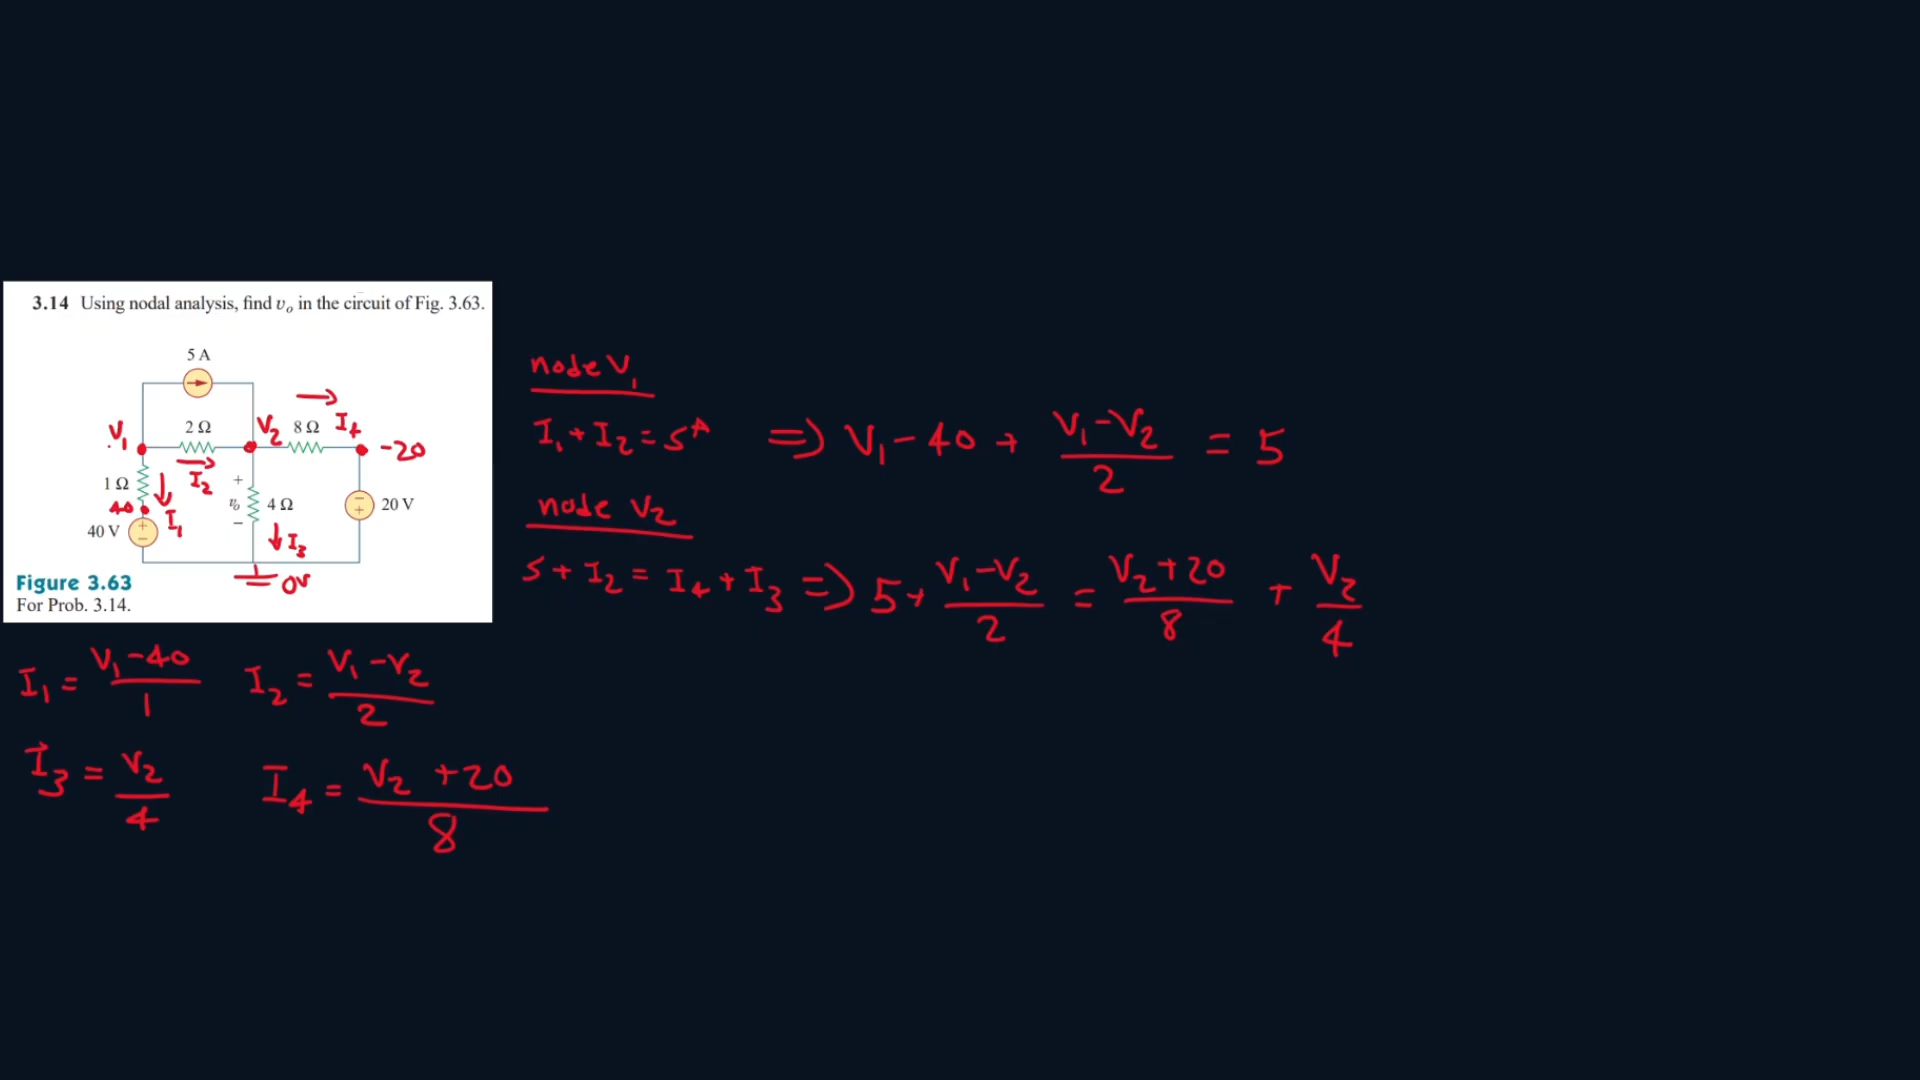 3.14 Using nodal analysis, find vₒ in the circuit of Fig. 3.63.
5 A
V₁
2 Ω
V₂
8 Ω
I₄
-20
I₂
1 Ω
40
I₁
40 V
+
-
+
vₒ
-
4 Ω
I₃
-
+
20 V
0V
Figure 3.63
For Prob. 3.14.
node V₁
I₁ + I₂ = 5A ⇒ V₁ - 40 + (V₁ - V₂)/2 = 5
node V₂
5 + I₂ = I₄ + I₃ ⇒ 5 + (V₁ - V₂)/2 = (V₂ + 20)/8 + V₂/4
I₁ = (V₁ - 40)/1 I₂ = (V₁ - V₂)/2
I₃ = V₂/4 I₄ = (V₂ + 20)/8